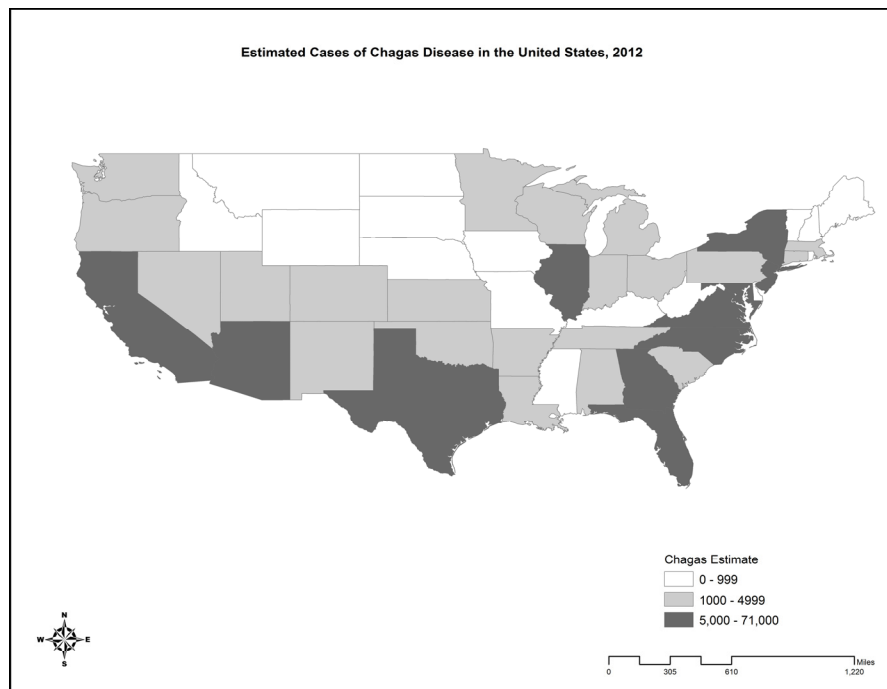 Estimated Cases of Chagas Disease in the United States, 2012
Chagas Estimate
0 - 999
1000 - 4999
5,000 - 71,000
N
W E
S
Miles
0 305 610 1,220